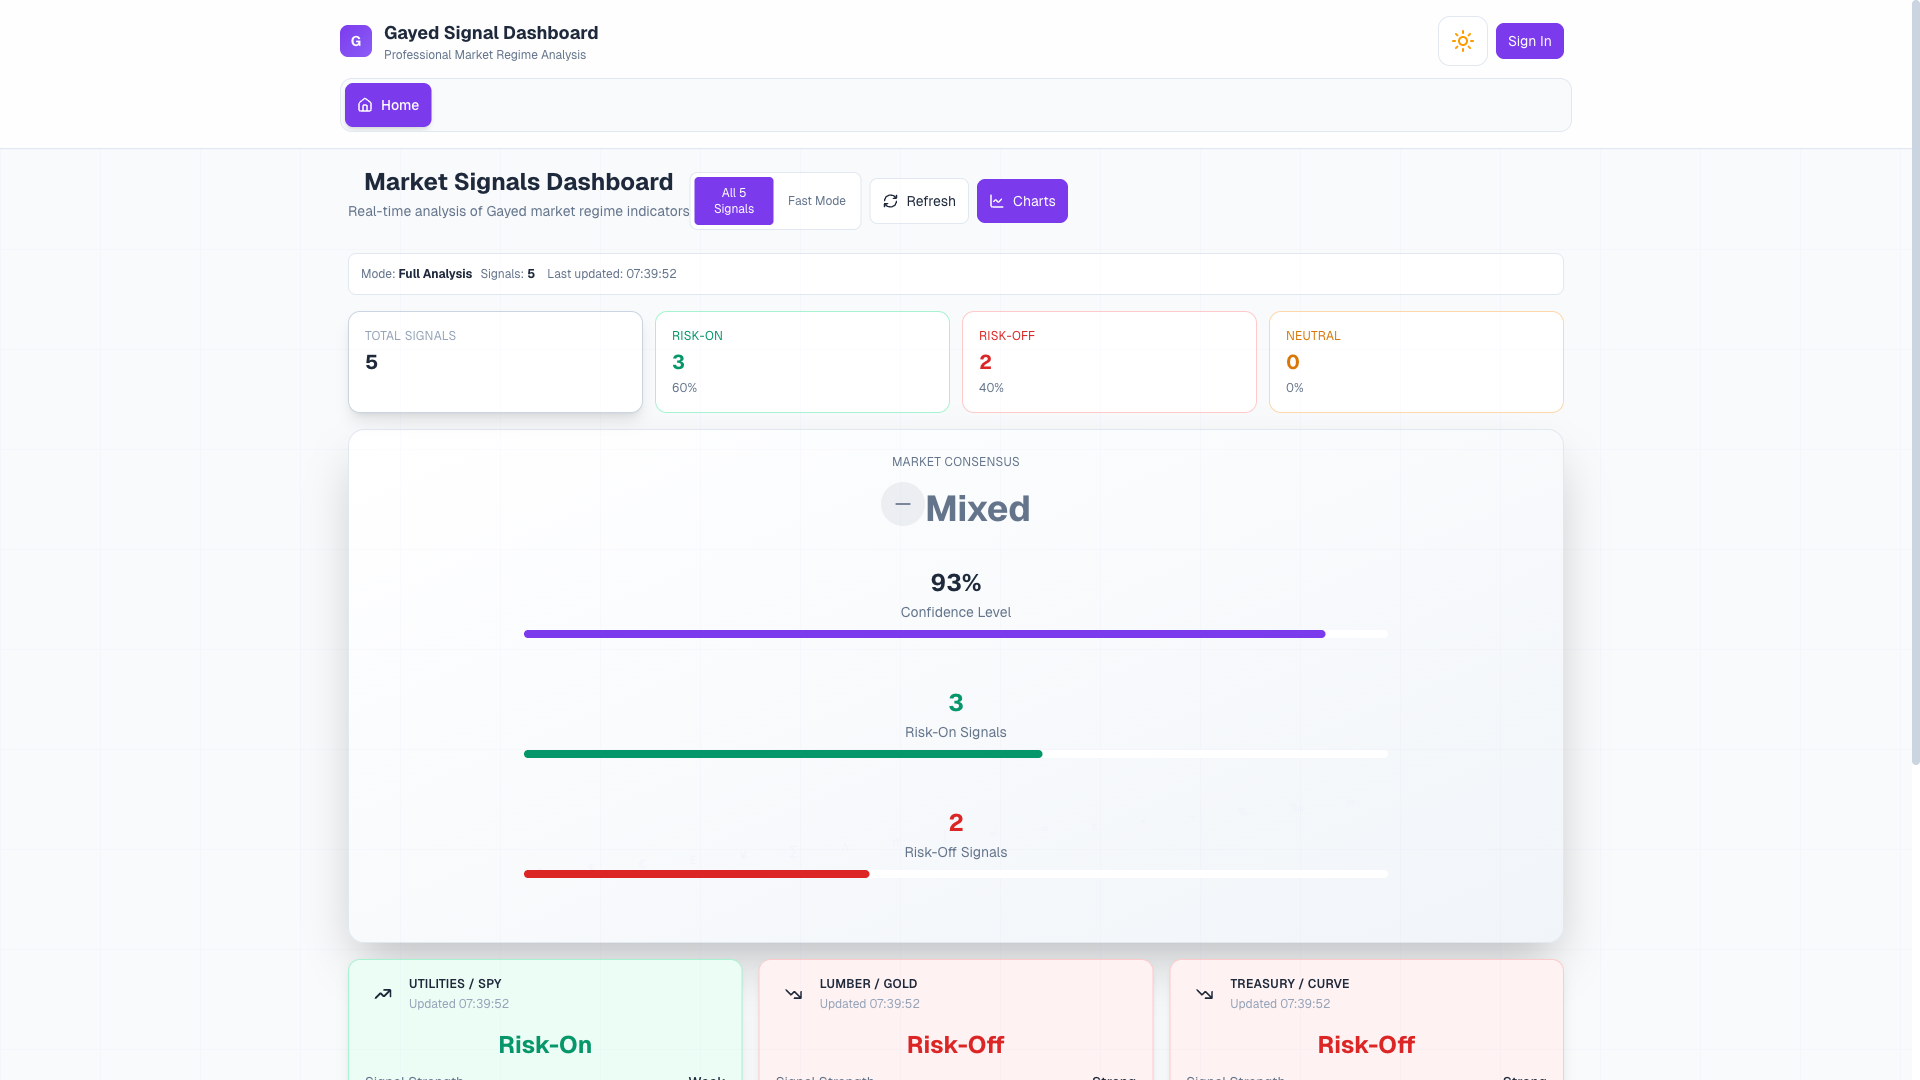 G
Gayed Signal Dashboard
Professional Market Regime Analysis
Sign In
Home
Market Signals Dashboard
Real-time analysis of Gayed market regime indicators
All 5
Signals
Fast Mode
Refresh
Charts
Mode: Full Analysis Signals: 5 Last updated: 07:39:52
TOTAL SIGNALS
5
RISK-ON
3
60%
RISK-OFF
2
40%
NEUTRAL
0
0%
MARKET CONSENSUS
Mixed
93%
Confidence Level
3
Risk-On Signals
2
Risk-Off Signals
UTILITIES / SPY
Updated 07:39:52
Risk-On
Signal Strength Weak
LUMBER / GOLD
Updated 07:39:52
Risk-Off
Signal Strength Strong
TREASURY / CURVE
Updated 07:39:52
Risk-Off
Signal Strength Strong